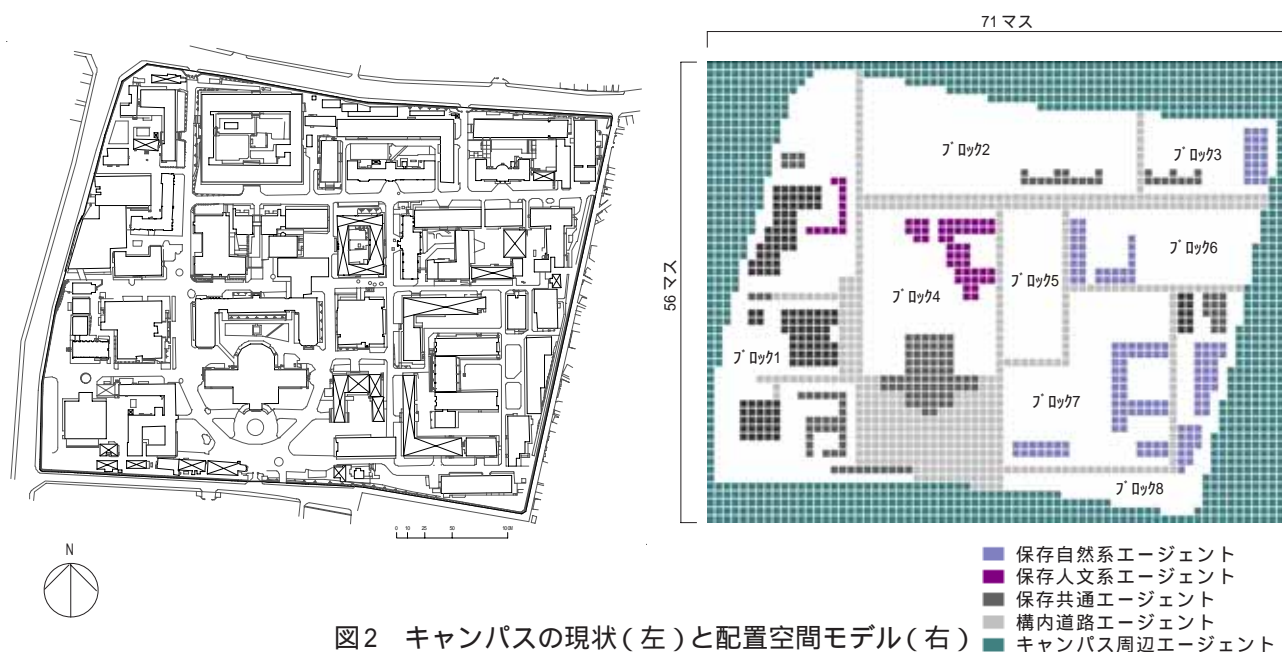 71 マス
56 マス
ブロック2
ブロック3
ブロック6
ブロック5
ブロック4
ブロック1
ブロック7
ブロック8
0 10 25 50 100M
N
保存自然系エージェント
保存人文系エージェント
保存共通エージェント
構内道路エージェント
キャンパス周辺エージェント
図2 キャンパスの現状(左)と配置空間モデル(右)